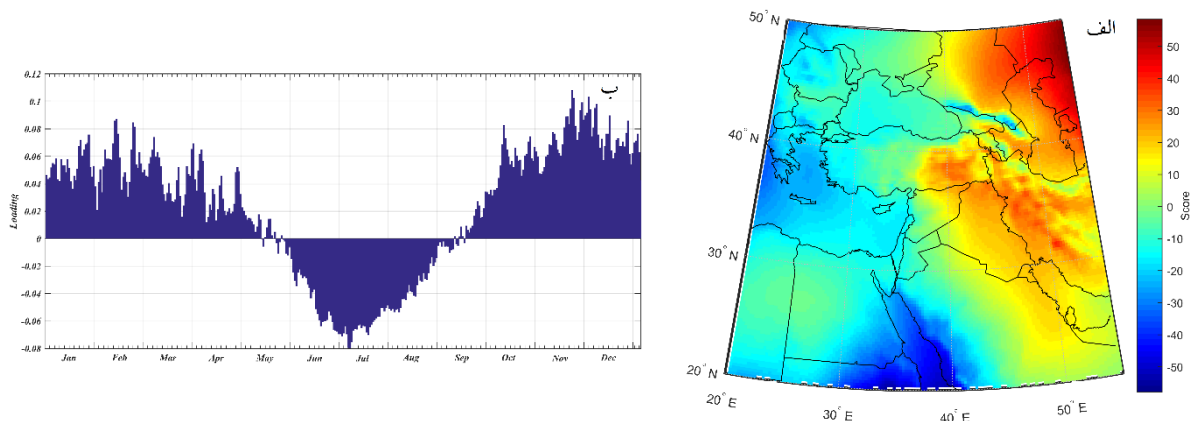 ب
0.12
0.1
0.08
0.06
0.04
0.02
0
-0.02
-0.04
-0.06
-0.08
Loading
Jan Feb Mar Apr May Jun Jul Aug Sep Oct Nov Dec
الف
50° N
40° N
30° N
20° N
20° E
30° E
40° E
50° E
50
40
30
20
10
0
-10
-20
-30
-40
-50
Score